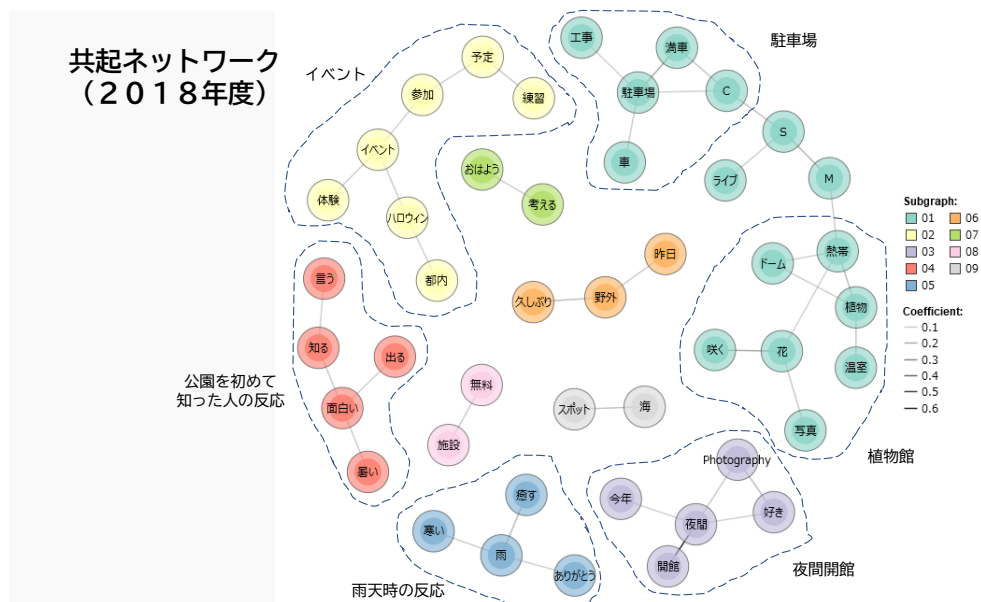 共起ネットワーク
（２０１８年度）
イベント
予定
参加
練習
イベント
体験
ハロウィン
都内
駐車場
工事
満車
駐車場
C
車
S
ライブ
M
おはよう
考える
昨日
久しぶり
野外
熱帯
ドーム
植物
咲く
花
温室
写真
植物館
Subgraph:
01
02
03
04
05
06
07
08
09
Coefficient:
0.1
0.2
0.3
0.4
0.5
0.6
言う
知る
出る
面白い
暑い
公園を初めて
知った人の反応
無料
施設
スポット
海
癒す
寒い
雨
ありがとう
雨天時の反応
Photography
今年
夜間
好き
開館
夜間開館